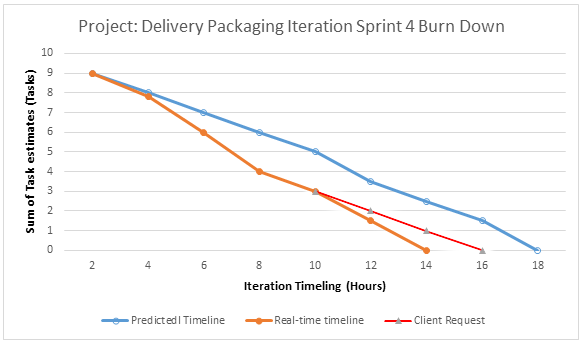 Project: Delivery Packaging Iteration Sprint 4 Burn Down
Sum of Task estimates (Tasks)
10
9
8
7
6
5
4
3
2
1
0
2 4 6 8 10 12 14 16 18
Iteration Timeling (Hours)
PredictedI Timeline Real-time timeline Client Request